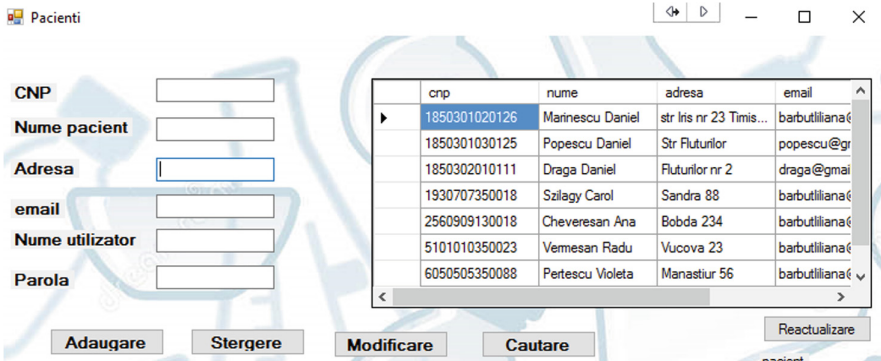 Pacienti
CNP
Nume pacient
Adresa
email
Nume utilizator
Parola
cnp nume adresa email
1850301020126 Marinescu Daniel str Iris nr 23 Timis... barbutliliana@
1850301030125 Popescu Daniel Str Fluturilor popescu@gr
1850302010111 Draga Daniel Fluturilor nr 2 draga@gmai
1930707350018 Szilagy Carol Sandra 88 barbutliliana@
2560909130018 Cheveresan Ana Bobda 234 barbutliliana@
5101010350023 Vermesan Radu Vucova 23 barbutliliana@
6050505350088 Pertescu Violeta Manastiur 56 barbutliliana@
Reactualizare
Adaugare Stergere Modificare Cautare
pacient